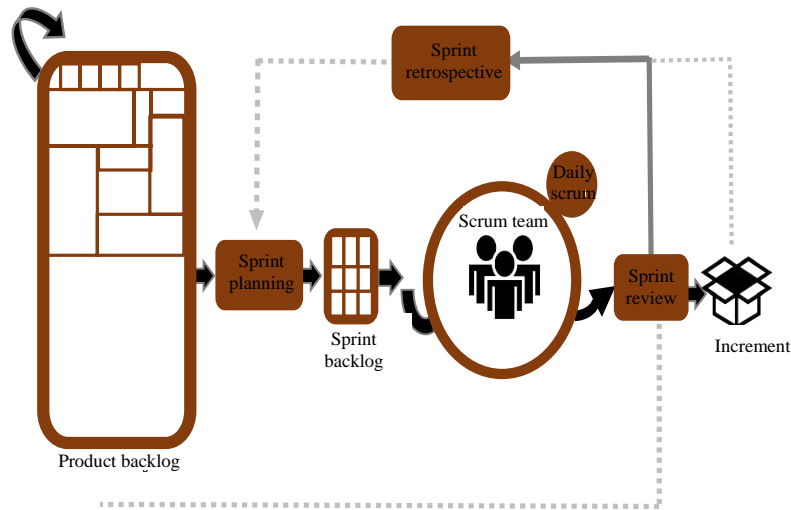 Sprint
retrospective
Daily
scrum
Scrum team
Sprint
planning
Sprint
review
Sprint
backlog
Increment
Product backlog